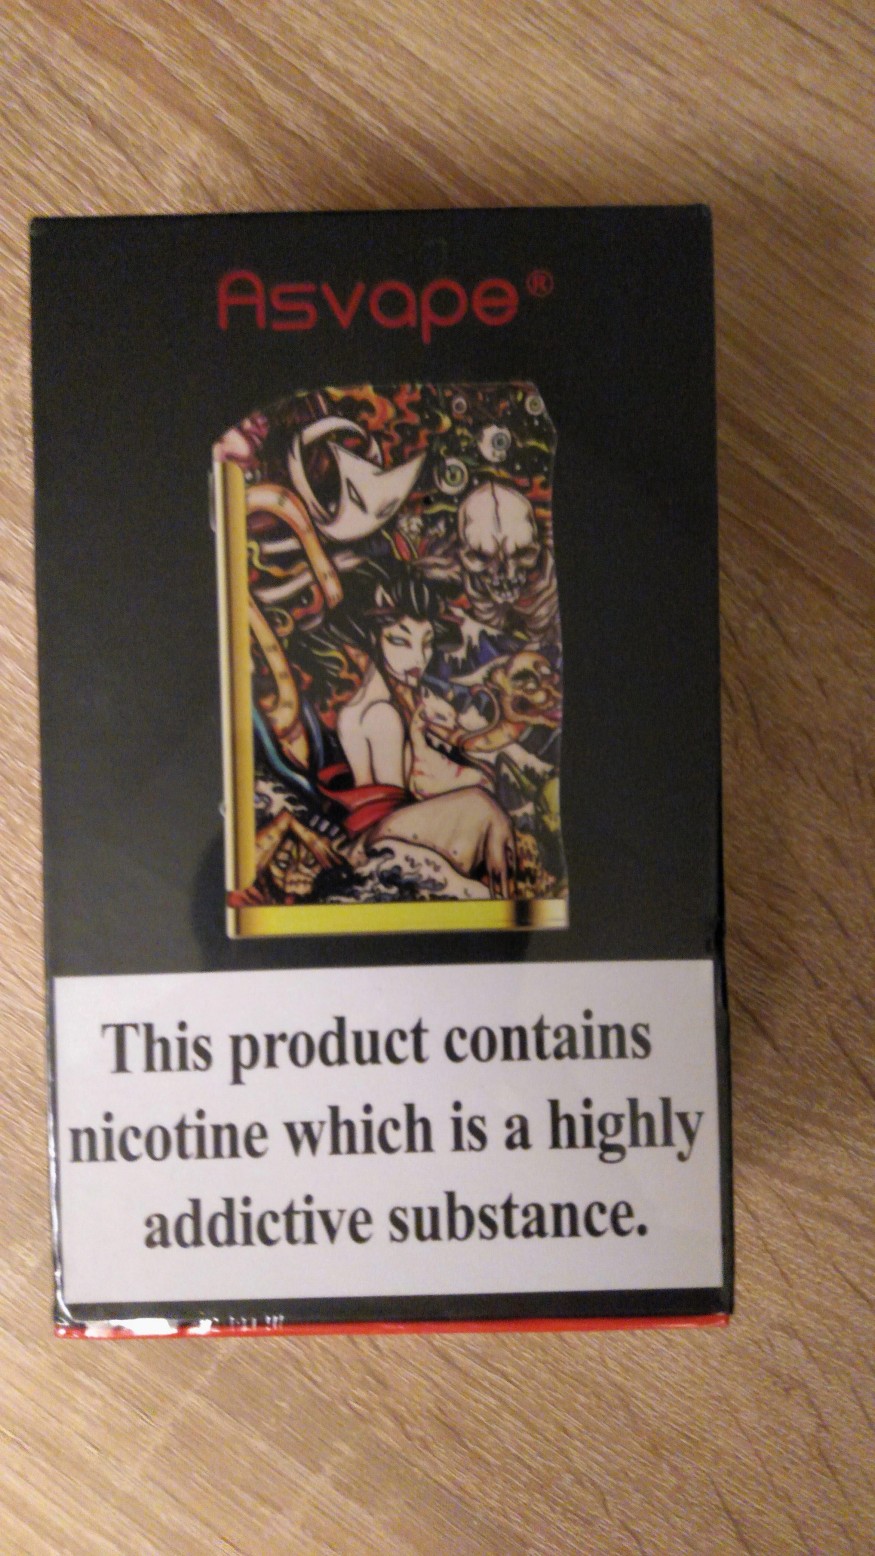 Asvape®
This product contains
nicotine which is a highly
addictive substance.